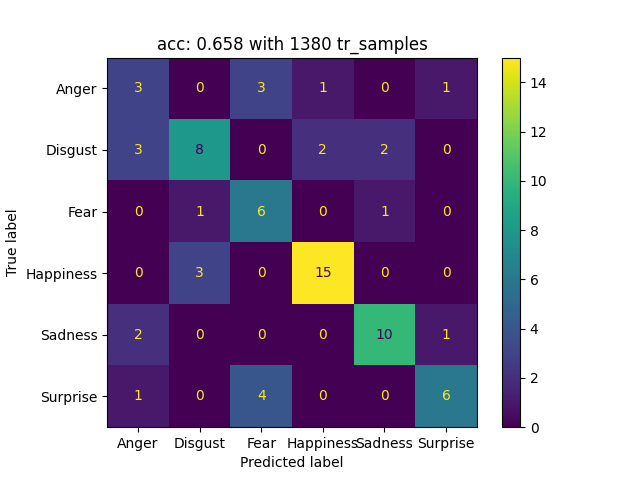 acc: 0.658 with 1380 tr_samples
True label
Anger 3 0 3 1 0 1
Disgust 3 8 0 2 2 0
Fear 0 1 6 0 1 0
Happiness 0 3 0 15 0 0
Sadness 2 0 0 0 10 1
Surprise 1 0 4 0 0 6
Anger Disgust Fear Happiness Sadness Surprise
Predicted label
14
12
10
8
6
4
2
0